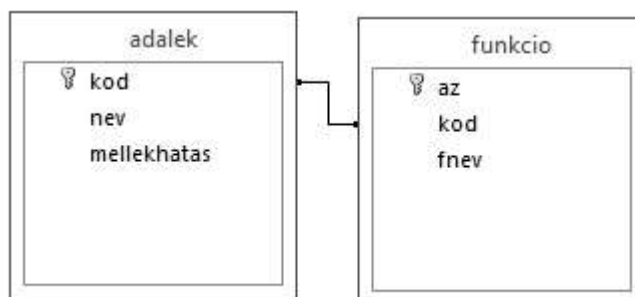 adalek
kod
nev
mellekhatas
funkcio
az
kod
fnev